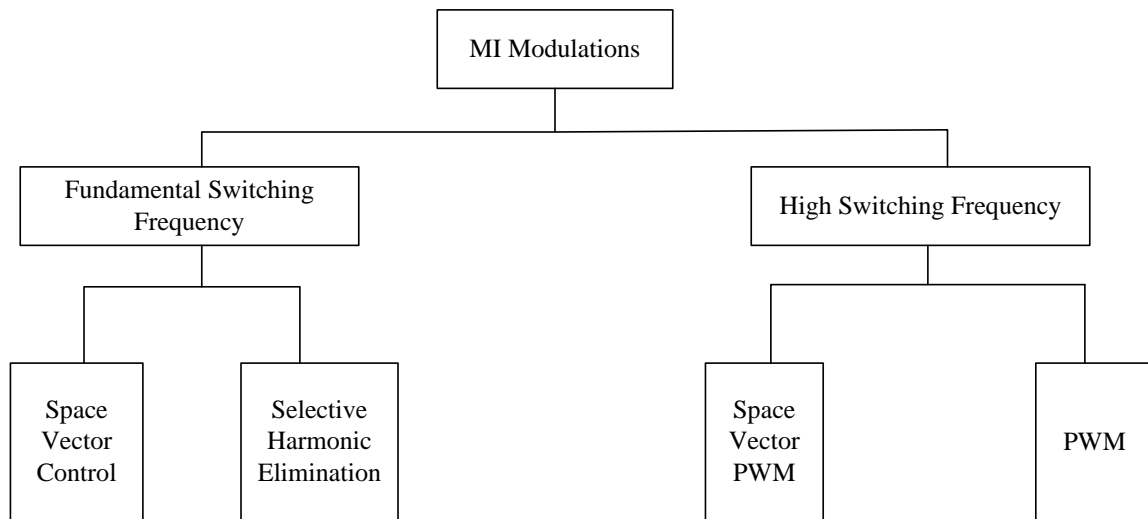 MI Modulations
Fundamental Switching
Frequency
High Switching Frequency
Space
Vector
Control
Selective
Harmonic
Elimination
Space
Vector
PWM
PWM